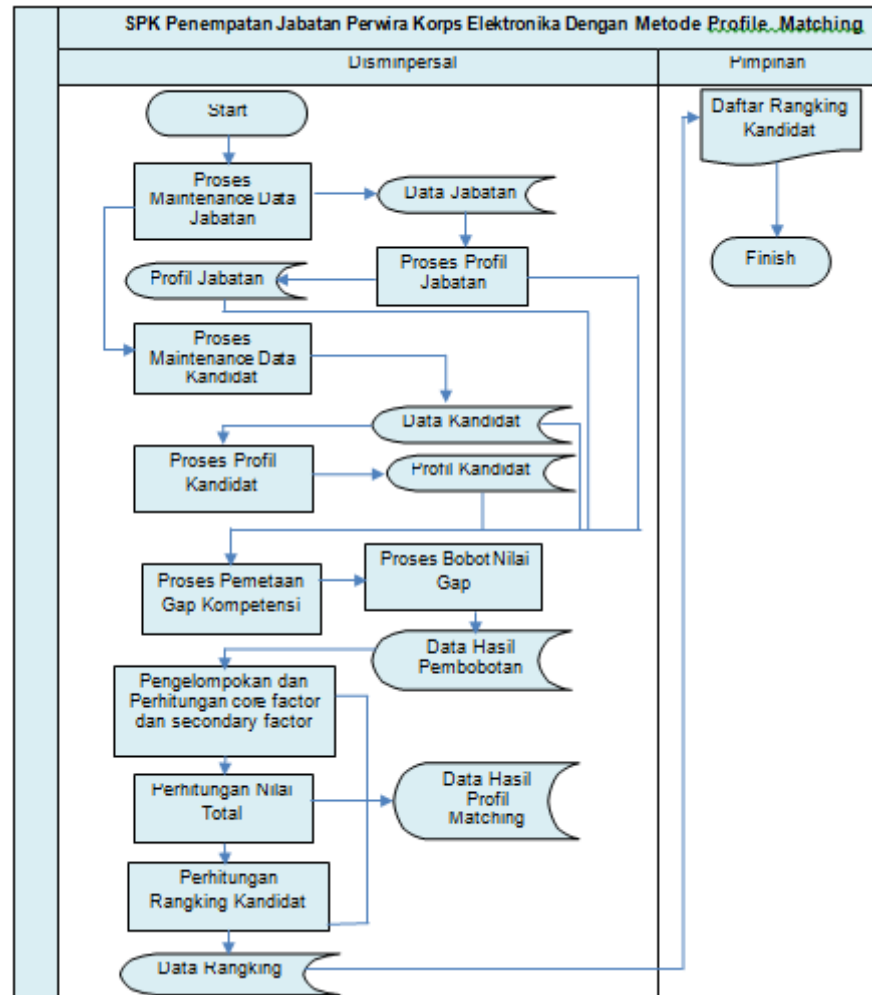 SPK Penempatan Jabatan Perwira Korps Elektronika Dengan Metode Profile Matching
Disminpersal
Pimpinan
Start
Daftar Rangking
Kandidat
Proses
Maintenance Data
Jabatan
Data Jabatan
Proses Profil
Jabatan
Finish
Profil Jabatan
Proses
Maintenance Data
Kandidat
Data Kandidat
Proses Profil
Kandidat
Profil Kandidat
Proses Pemetaan
Gap Kompetensi
Proses Bobot Nilai
Gap
Data Hasil
Pembobotan
Pengelompokan dan
Perhitungan core factor
dan secondary factor
Perhitungan Nilai
Total
Data Hasil
Profil
Matching
Perhitungan
Rangking Kandidat
Data Rangking